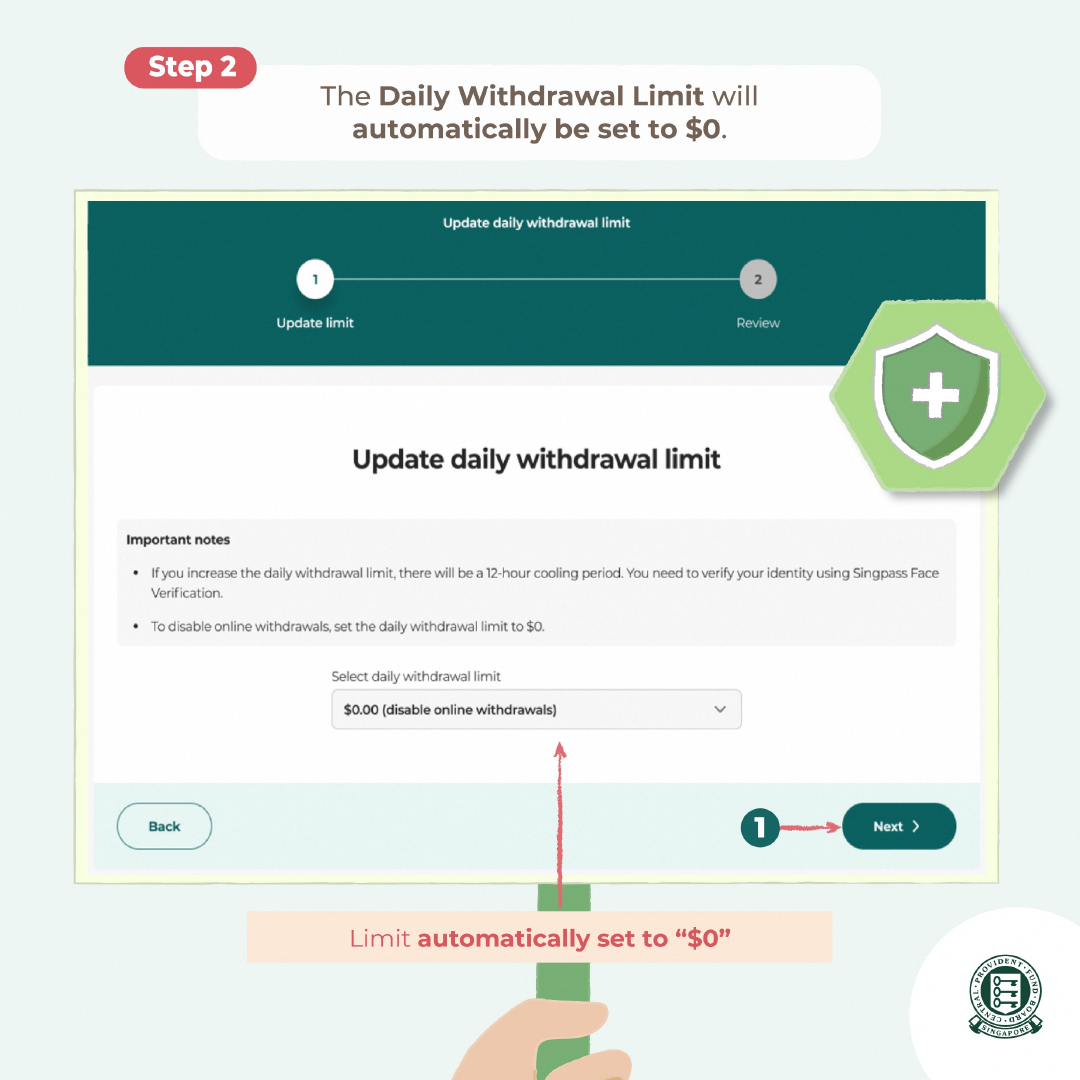 Step 2
The Daily Withdrawal Limit will
automatically be set to $0.
Update daily withdrawal limit
1
2
Update limit
Review
Update daily withdrawal limit
Important notes
• If you increase the daily withdrawal limit, there will be a 12-hour cooling period. You need to verify your identity using Singpass Face
Verification.
• To disable online withdrawals, set the daily withdrawal limit to $0.
Select daily withdrawal limit
$0.00 (disable online withdrawals)
Back
1
Next
Limit automatically set to “$0”
CENTRAL · PROVIDENT · FUND · BOARD
SINGAPORE